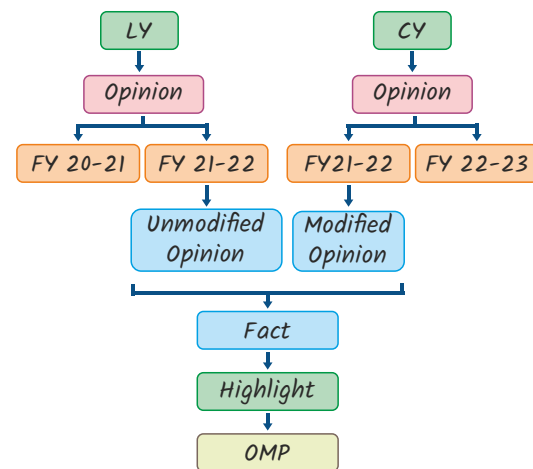 LY
CY
Opinion
Opinion
FY 20-21
FY 21-22
FY21-22
FY 22-23
Unmodified
Opinion
Modified
Opinion
Fact
Highlight
OMP